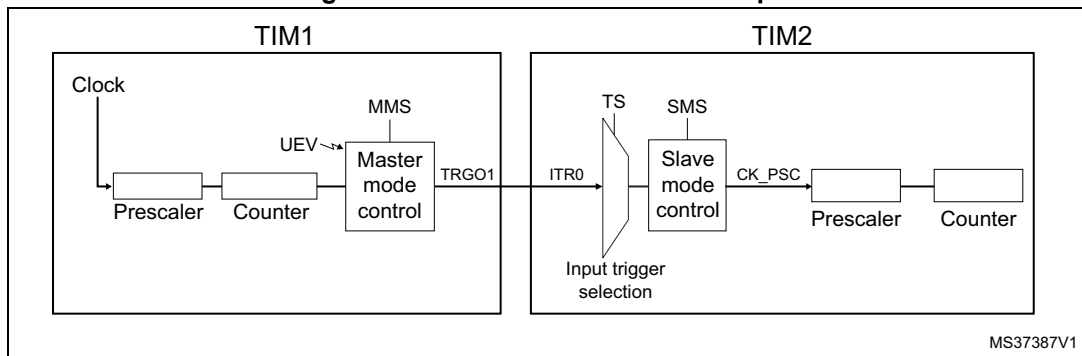 TIM1
TIM2
Clock
MMS
TS
SMS
UEV
Master
mode
control
TRGO1
ITR0
Slave
mode
control
CK_PSC
Prescaler
Counter
Prescaler
Counter
Input trigger
selection
MS37387V1